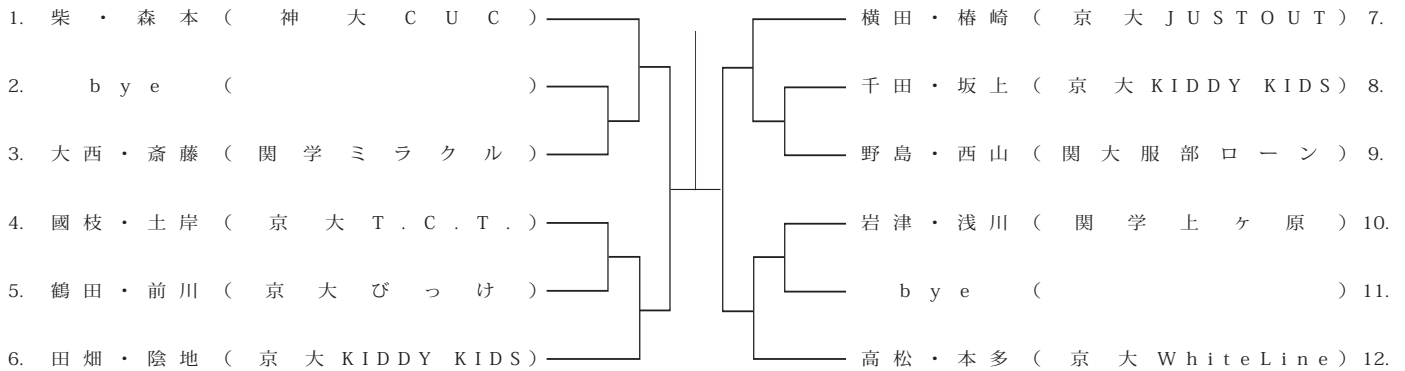 1. 柴・森本（神大CUC）
2. bye（ ）
3. 大西・斎藤（関学ミラクル）
4. 國枝・土岸（京大T.C.T.）
5. 鶴田・前川（京大びっけ）
6. 田畑・陰地（京大KIDDY KIDS）
横田・椿崎（京大JUSTOUT）7.
千田・坂上（京大KIDDY KIDS）8.
野島・西山（関大服部ローン）9.
岩津・浅川（関学上ヶ原）10.
bye（ ）11.
高松・本多（京大WhiteLine）12.